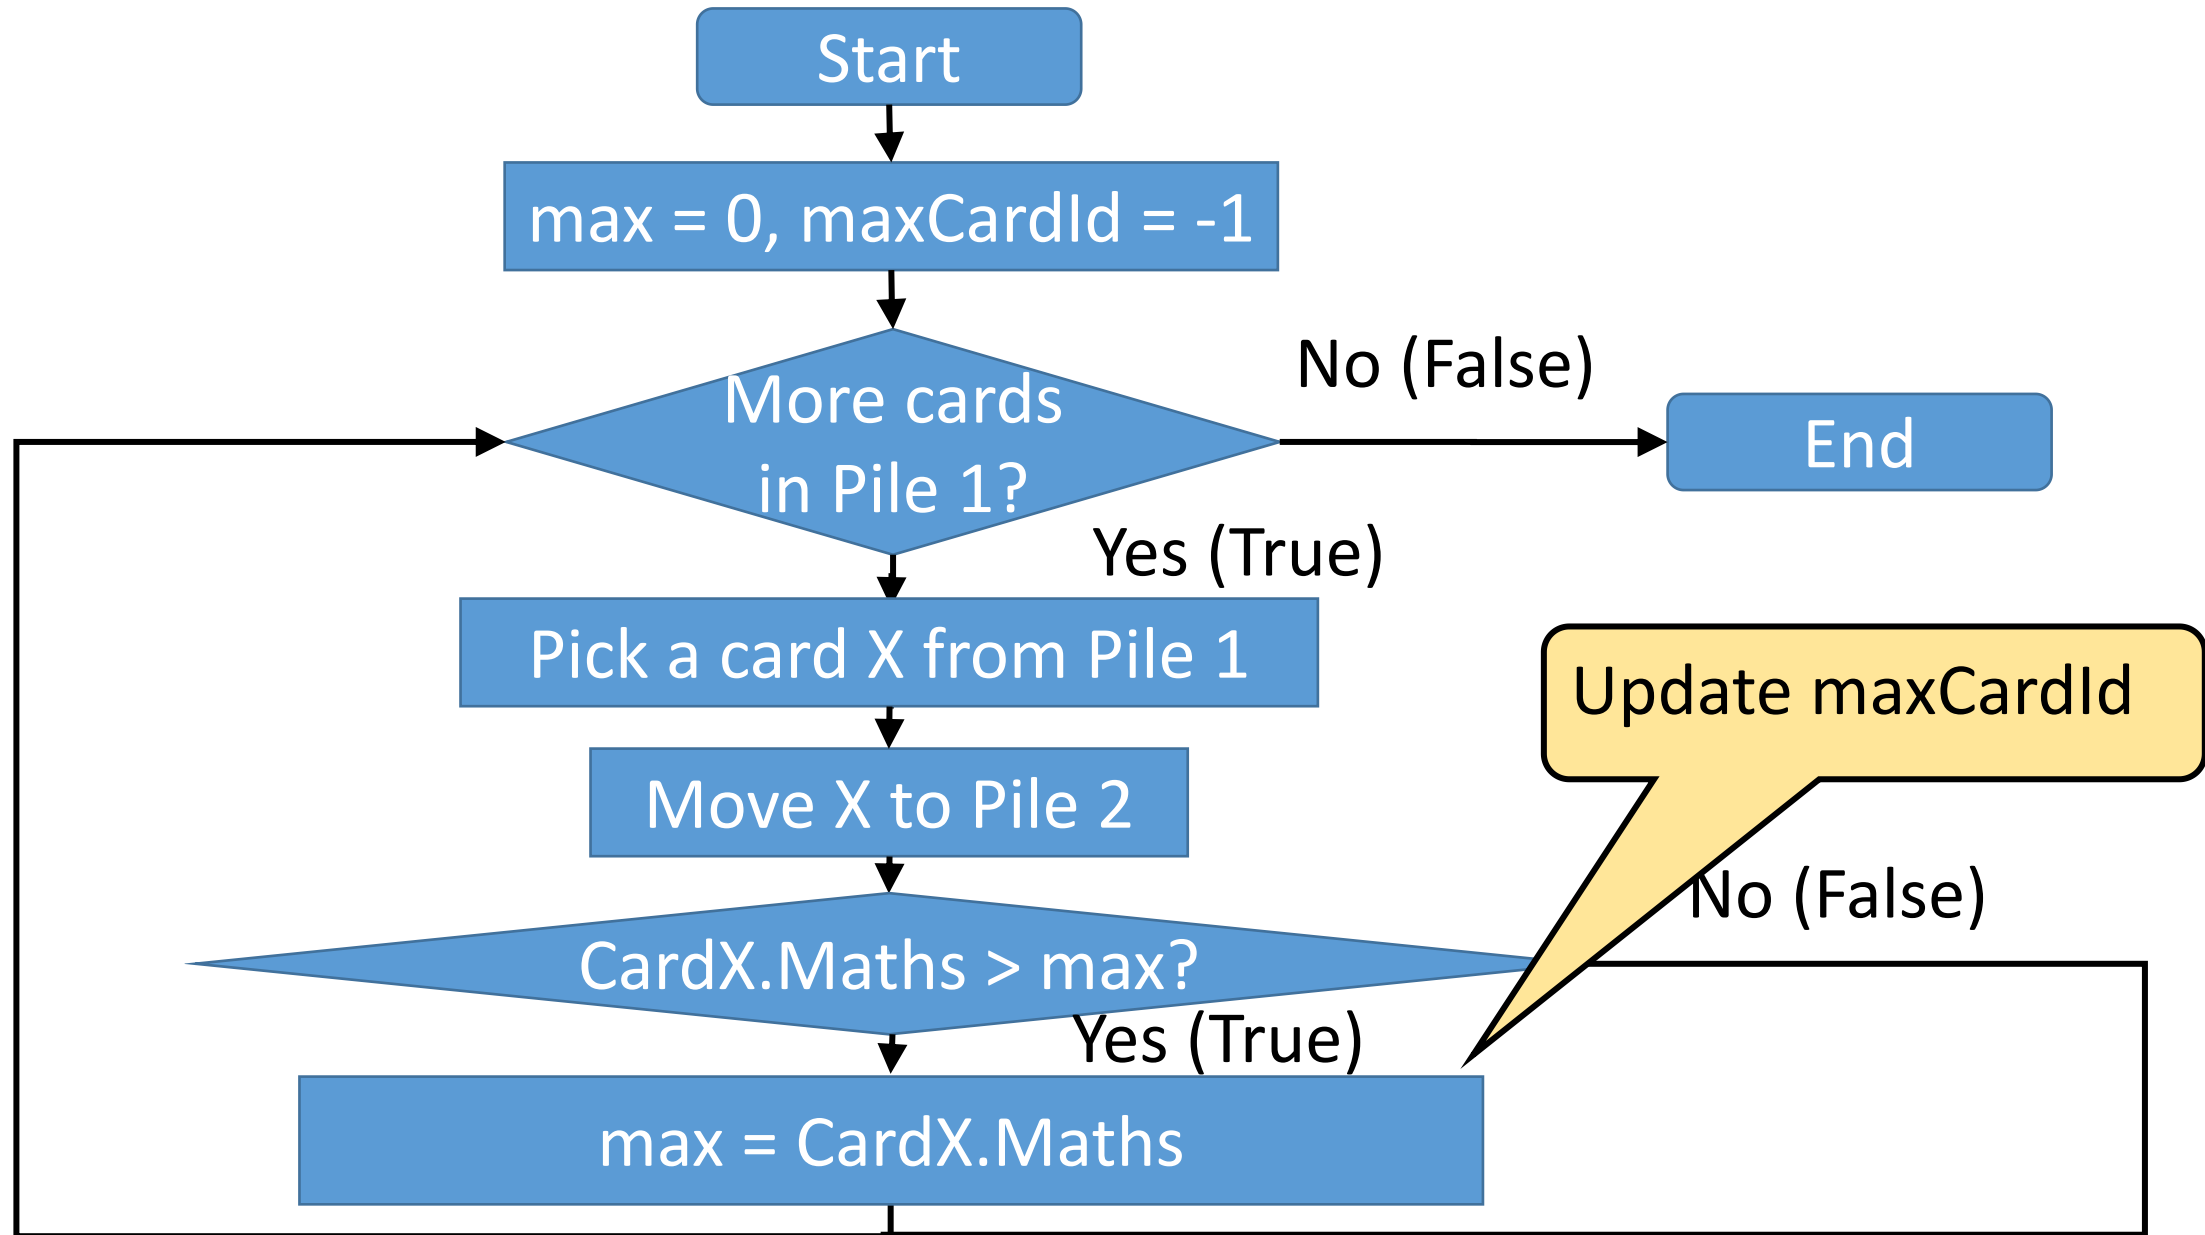 Start
max = 0, maxCardId = -1
More cards
in Pile 1?
No (False)
End
Yes (True)
Pick a card X from Pile 1
Update maxCardId
Move X to Pile 2
No (False)
CardX.Maths > max?
Yes (True)
max = CardX.Maths